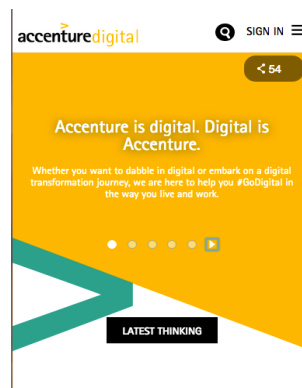 accenturedigital
SIGN IN
54
Accenture is digital. Digital is
Accenture.
Whether you want to dabble in digital or embark on a digital
transformation journey, we are here to help you #GoDigital in
the way you live and work.
LATEST THINKING